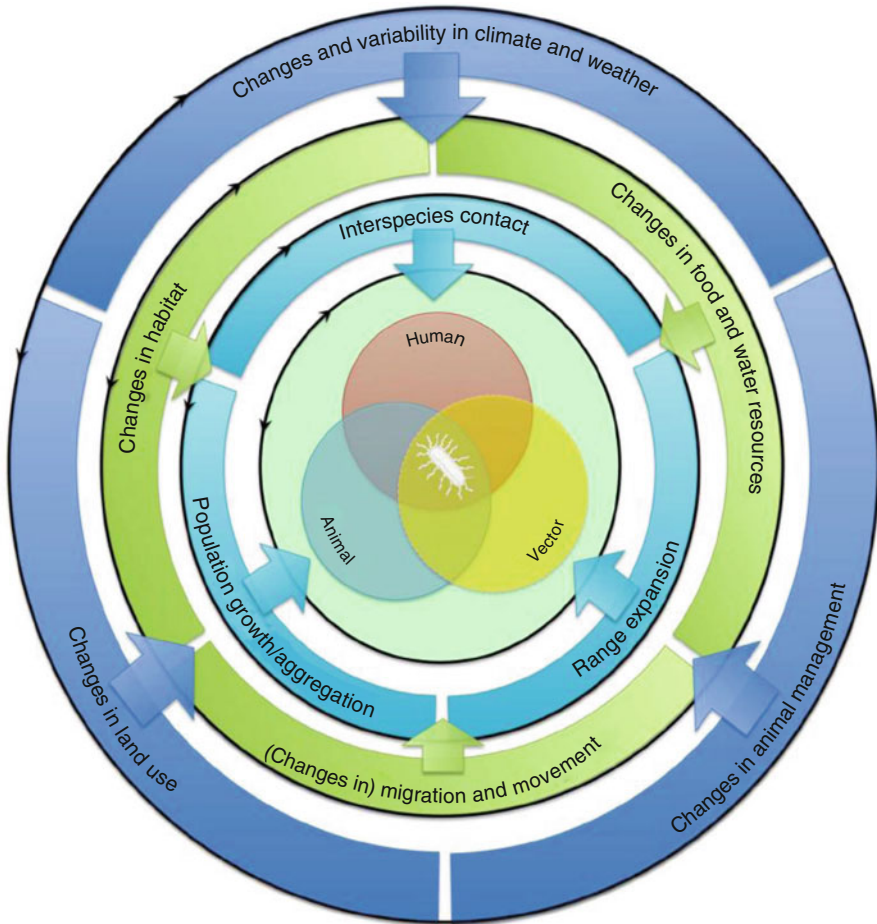 Changes and variability in climate and weather
Changes in habitat
Changes in food and water resources
Interspecies contact
Human
Animal
Vector
Population growth/aggregation
Range expansion
Changes in land use
(Changes in) migration and movement
Changes in animal management